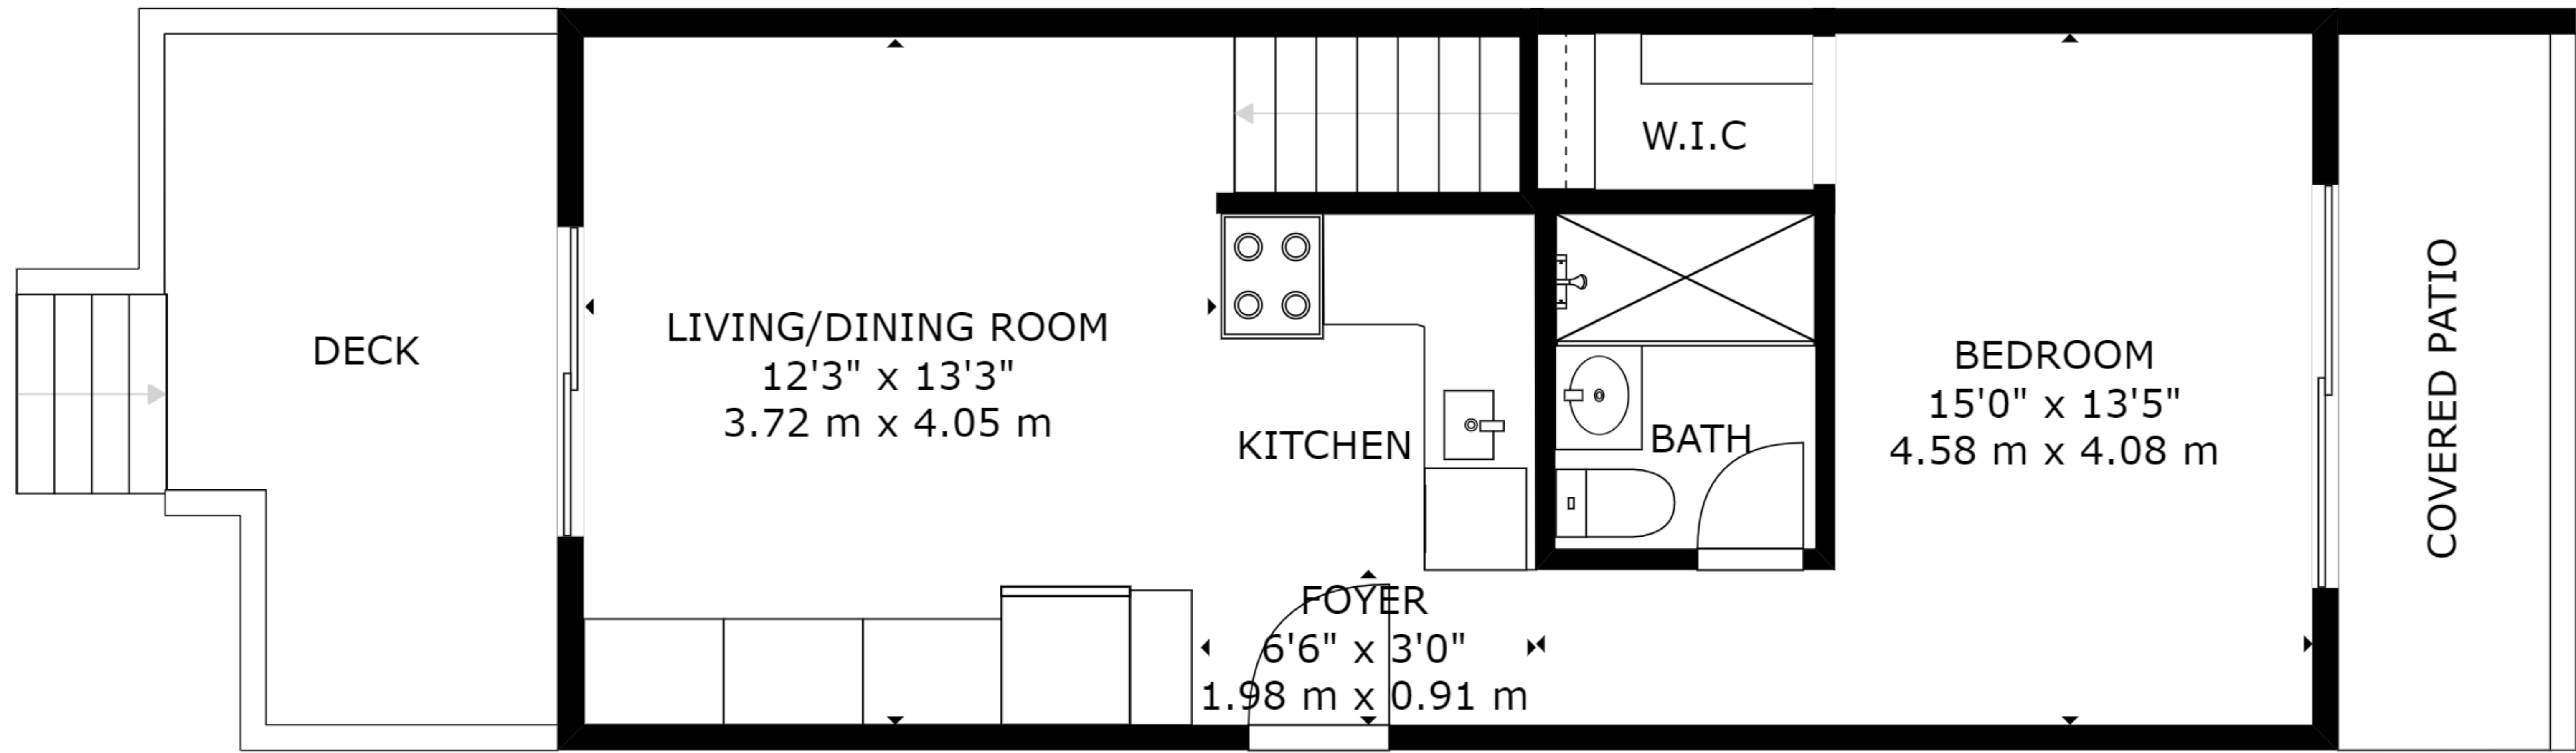 DECK
LIVING/DINING ROOM
12'3" x 13'3"
3.72 m x 4.05 m
KITCHEN
FOYER
6'6" x 3'0"
1.98 m x 0.91 m
W.I.C
BATH
BEDROOM
15'0" x 13'5"
4.58 m x 4.08 m
COVERED PATIO